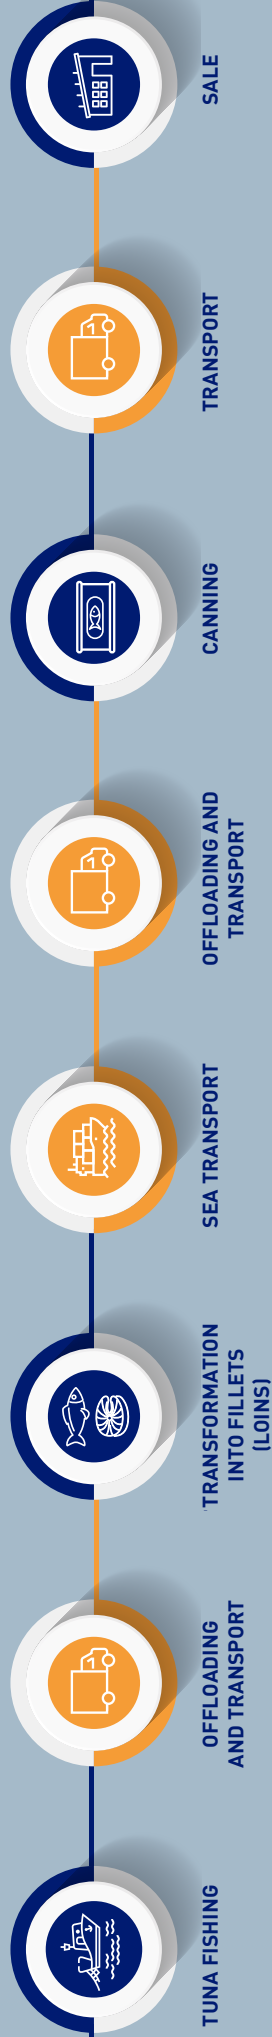 TUNA FISHING
OFFLOADING
AND TRANSPORT
TRANSFORMATION
INTO FILLETS
(LOINS)
SEA TRANSPORT
OFFLOADING AND
TRANSPORT
CANNING
TRANSPORT
SALE